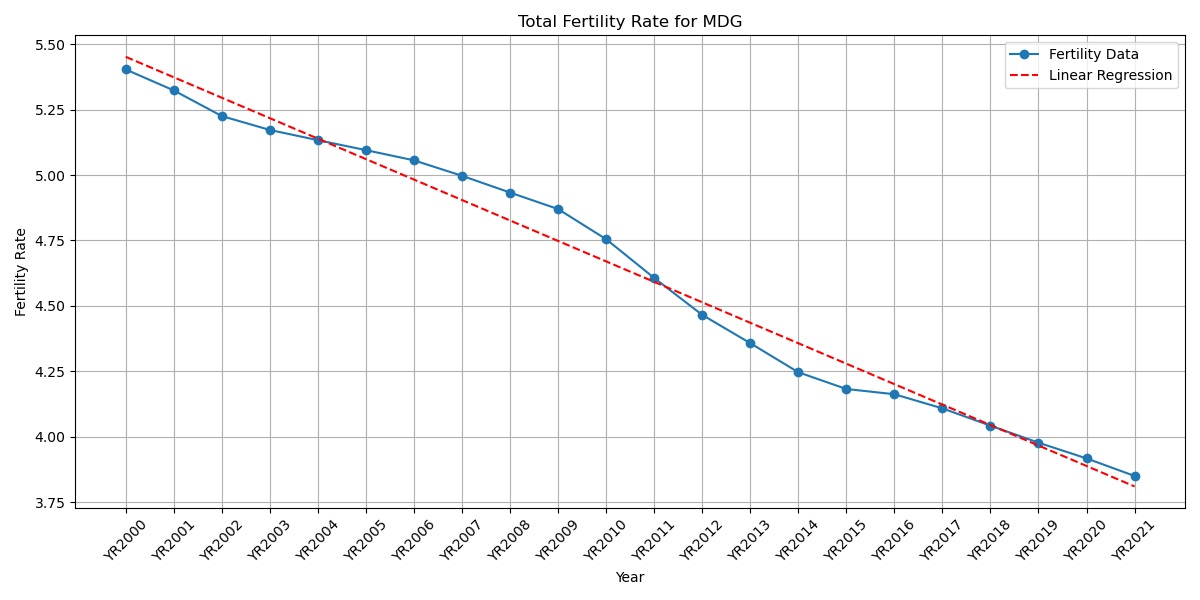 Total Fertility Rate for MDG
Fertility Data
Linear Regression
Fertility Rate
5.50
5.25
5.00
4.75
4.50
4.25
4.00
3.75
YR2000
YR2001
YR2002
YR2003
YR2004
YR2005
YR2006
YR2007
YR2008
YR2009
YR2010
YR2011
YR2012
YR2013
YR2014
YR2015
YR2016
YR2017
YR2018
YR2019
YR2020
YR2021
Year